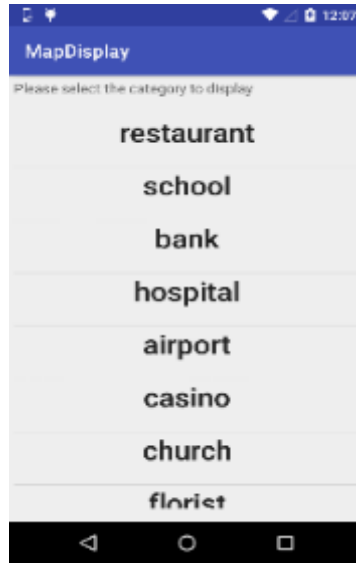 12:07
MapDisplay
Please select the category to display
restaurant
school
bank
hospital
airport
casino
church
florist